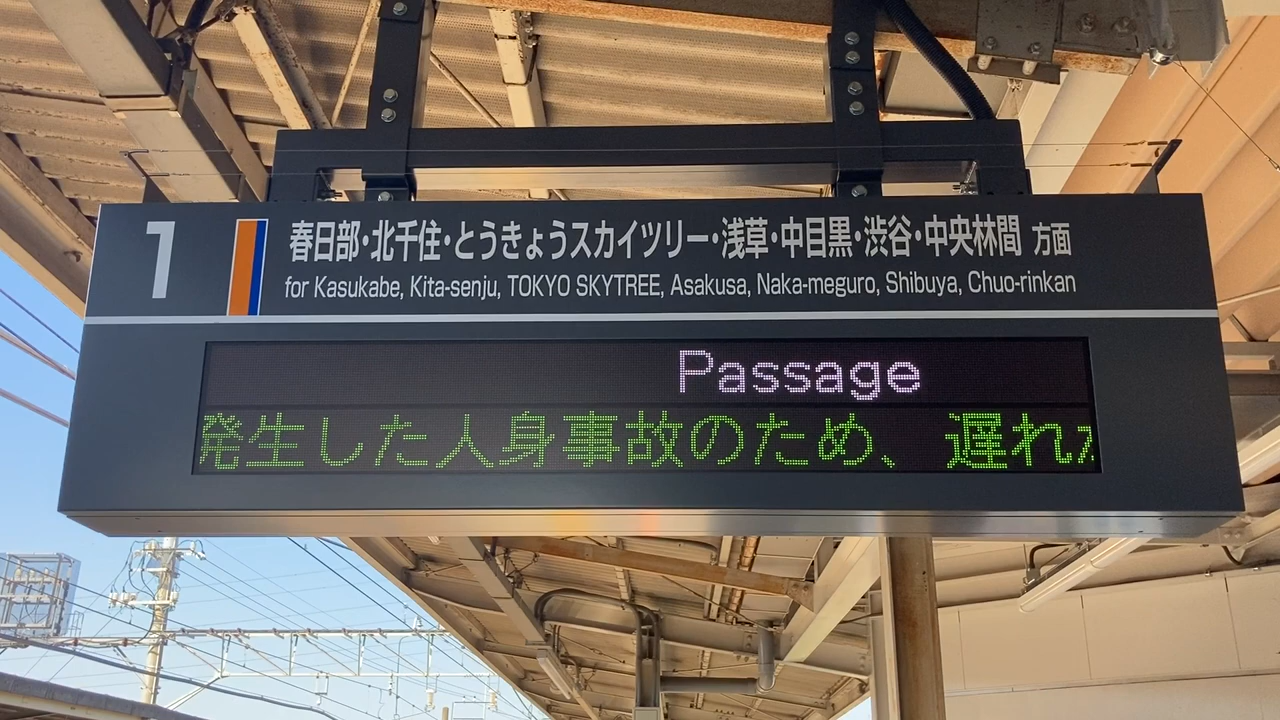 1
春日部・北千住・とうきょうスカイツリー・浅草・中目黒・渋谷・中央林間 方面
for Kasukabe, Kita-senju, TOKYO SKYTREE, Asakusa, Naka-meguro, Shibuya, Chuo-rinkan
Passage
発生した人身事故のため、遅れ